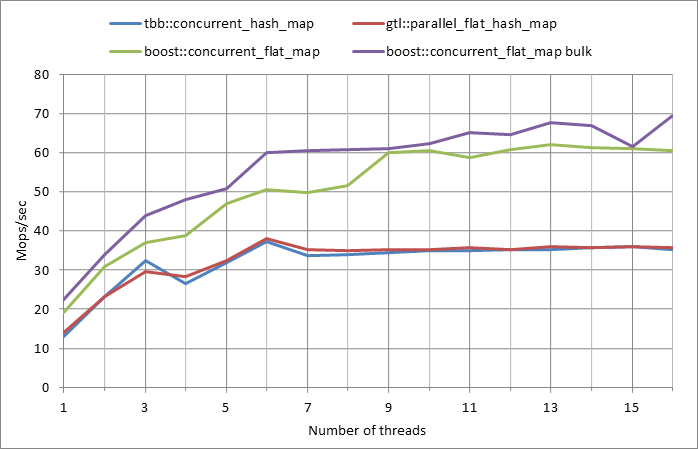 tbb::concurrent_hash_map gtl::parallel_flat_hash_map
boost::concurrent_flat_map boost::concurrent_flat_map bulk
80
70
60
50
40
30
20
10
0
Mops/sec
1 3 5 7 9 11 13 15
Number of threads